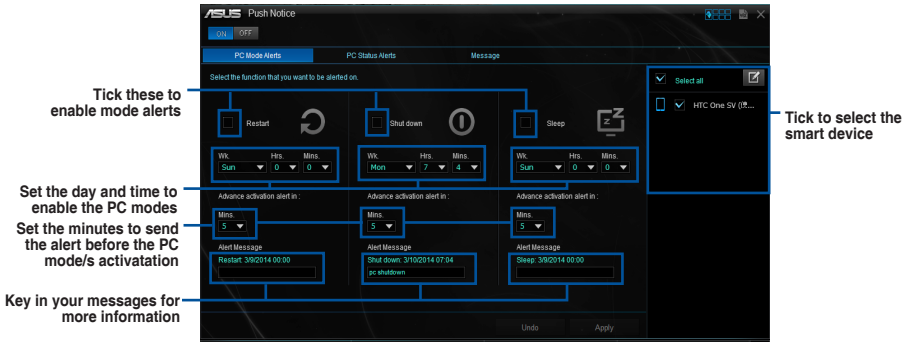 ASUS Push Notice
ON OFF
PC Mode Alerts PC Status Alerts Message
Select the function that you want to be alerted on.
Select all
HTC One SV
Tick these to
enable mode alerts
Restart Shut down Sleep
Tick to select the
smart device
Wk. Hrs. Mins. Wk. Hrs. Mins. Wk. Hrs. Mins.
Sun 0 0 Mon 7 4 Sun 0 0
Set the day and time to
enable the PC modes
Advance activation alert in : Advance activation alert in : Advance activation alert in :
Mins. Mins. Mins.
5 5 5
Set the minutes to send
the alert before the PC
mode/s activatation
Alert Message Alert Message Alert Message
Restart: 3/9/2014 00:00 Shut down: 3/10/2014 07:04 Sleep: 3/9/2014 00:00
pc shutdown
Key in your messages for
more information
Undo Apply